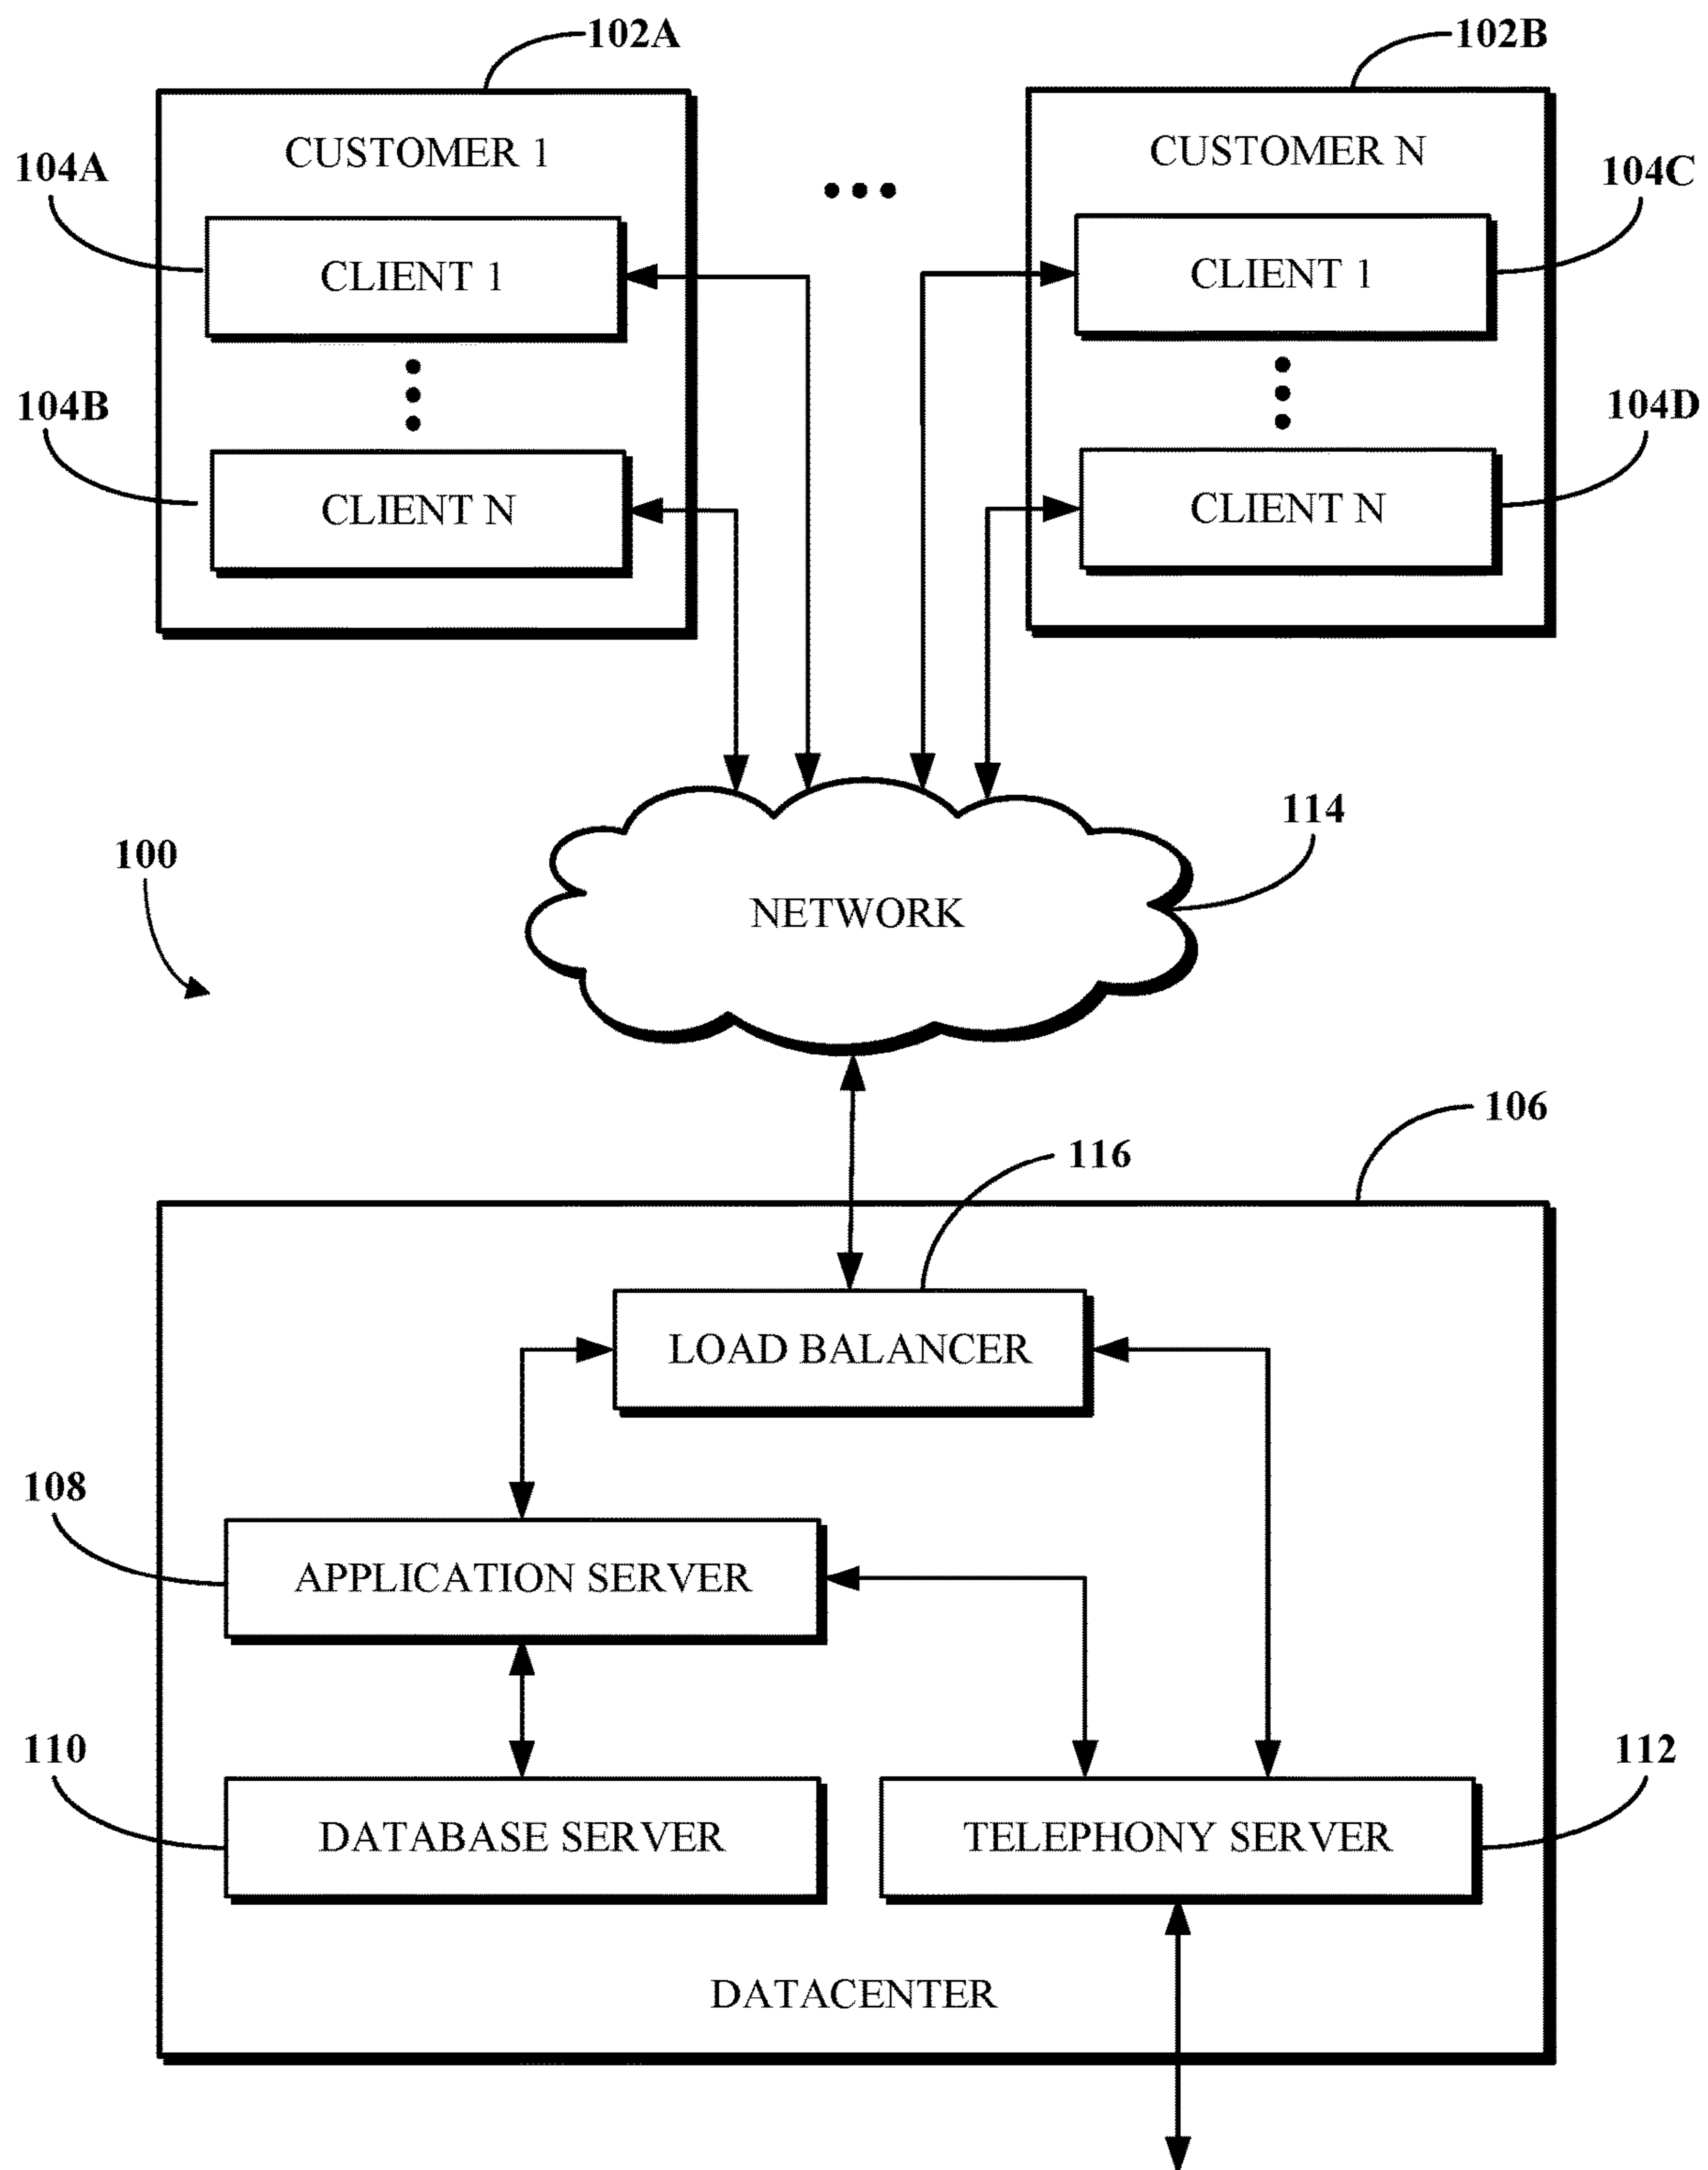 102A
102B
CUSTOMER 1
CUSTOMER N
104A
104C
CLIENT 1
CLIENT 1
104B
104D
CLIENT N
CLIENT N
114
100
NETWORK
106
116
LOAD BALANCER
108
APPLICATION SERVER
110
112
DATABASE SERVER
TELEPHONY SERVER
DATACENTER